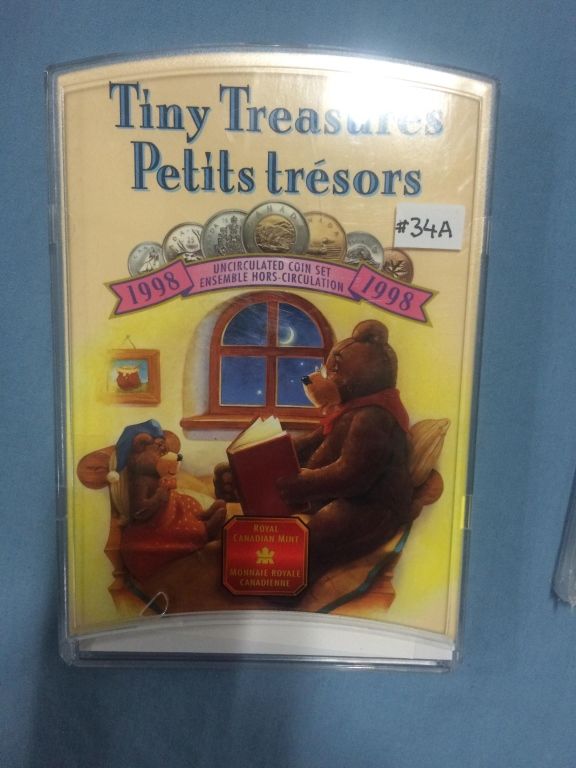 Tiny Treasures
Petits trésors
#34A
CANADA
1998
UNCIRCULATED COIN SET
ENSEMBLE HORS-CIRCULATION
1998
ROYAL
CANADIAN MINT
MONNAIE ROYALE
CANADIENNE